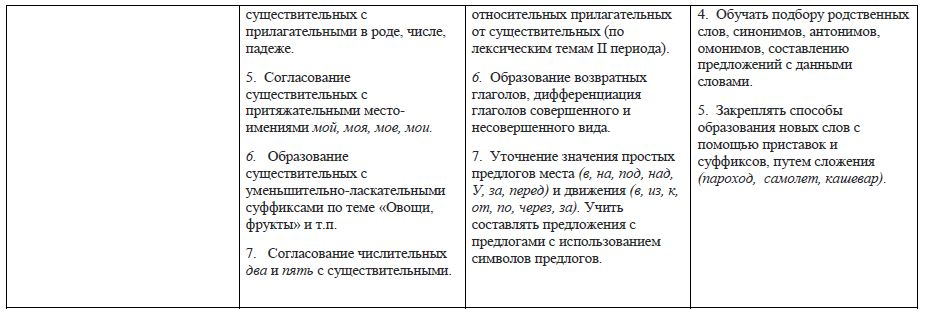 существительных с
прилагательными в роде, числе,
падеже.
5. Согласование
существительных с
притяжательными место-
имениями мой, моя, мое, мои.
6. Образование
существительных с
уменьшительно-ласкательными
суффиксами по теме «Овощи,
фрукты» и т.п.
7. Согласование числительных
два и пять с существительными.
относительных прилагательных
от существительных (по
лексическим темам II периода).
6. Образование возвратных
глаголов, дифференциация
глаголов совершенного и
несовершенного вида.
7. Уточнение значения простых
предлогов места (в, на, под, над,
У, за, перед) и движения (в, из, к,
от, по, через, за). Учить
составлять предложения с
предлогами с использованием
символов предлогов.
4. Обучать подбору родственных
слов, синонимов, антонимов,
омонимов, составлению
предложений с данными
словами.
5. Закреплять способы
образования новых слов с
помощью приставок и
суффиксов, путем сложения
(пароход, самолет, кашевар).